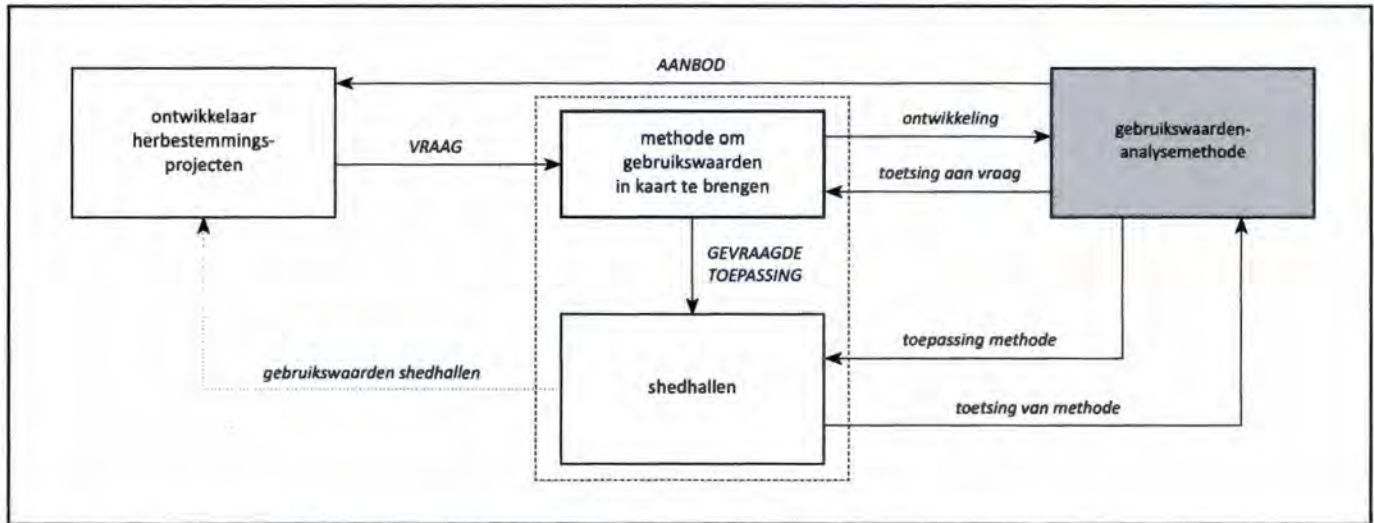 AANBOD
ontwikkelaar
herbestemmings-
projecten
VRAAG
methode om
gebruikswaarden
in kaart te brengen
ontwikkeling
toetsing aan vraag
gebruikswaarden-
analysemethode
GEVRAAGDE
TOEPASSING
toepassing methode
gebruikswaarden shedhallen
shedhallen
toetsing van methode